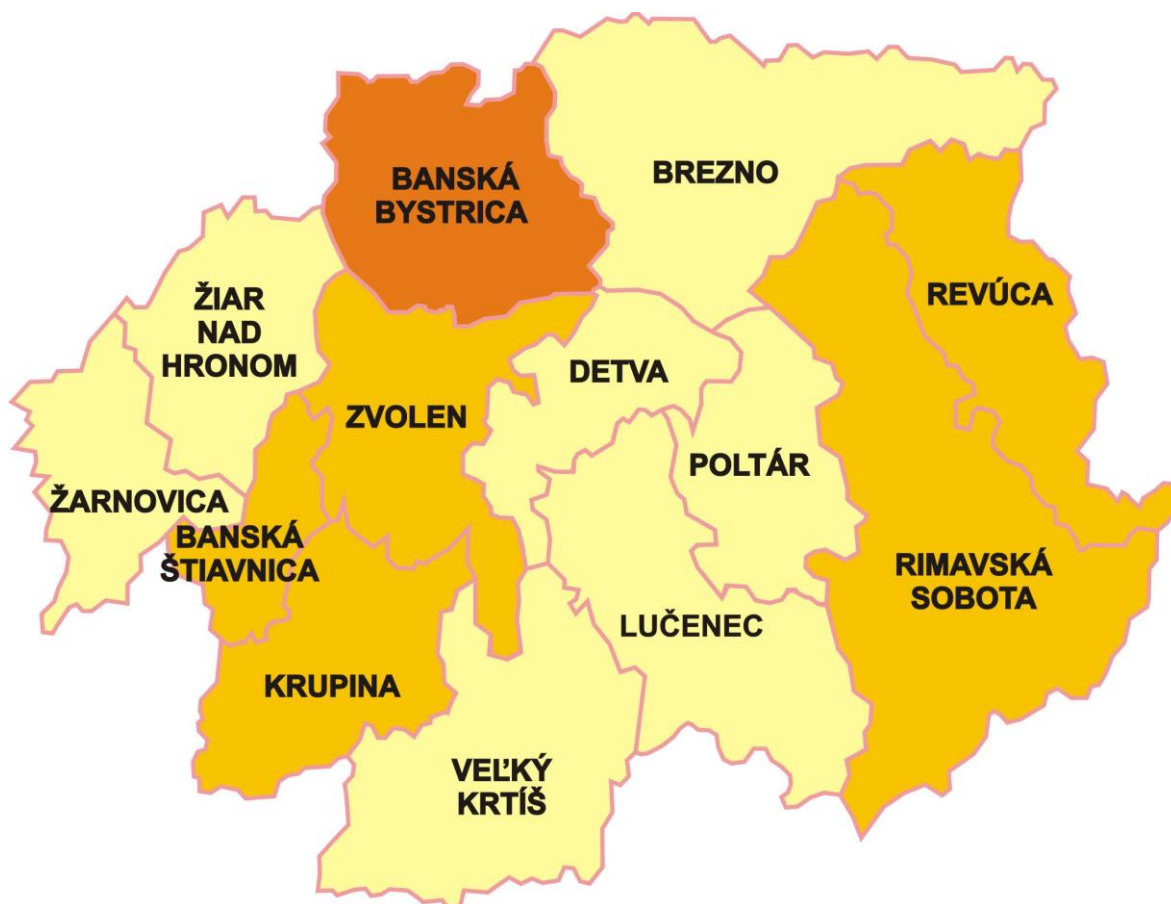 BREZNO
BANSKÁ
BYSTRICA
REVÚCA
ŽIAR
NAD
HRONOM
DETVA
ZVOLEN
POLTÁR
ŽARNOVICA
BANSKÁ
ŠTIAVNICA
RIMAVSKÁ
SOBOTA
LUČENEC
KRUPINA
VEĽKÝ
KRTÍŠ